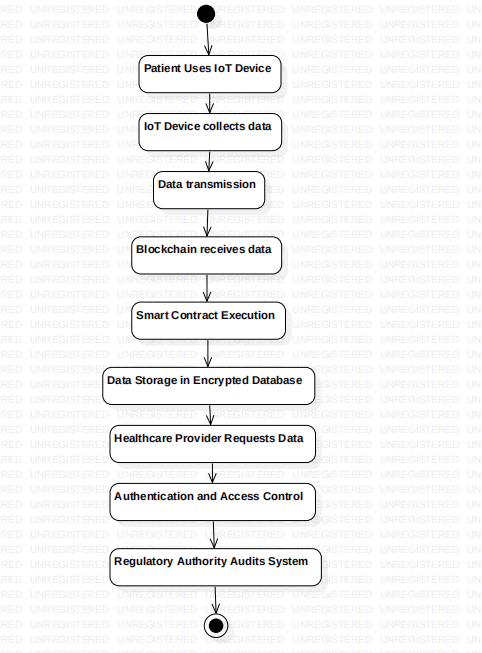 Patient Uses IoT Device
IoT Device collects data
Data transmission
Blockchain receives data
Smart Contract Execution
Data Storage in Encrypted Database
Healthcare Provider Requests Data
Authentication and Access Control
Regulatory Authority Audits System